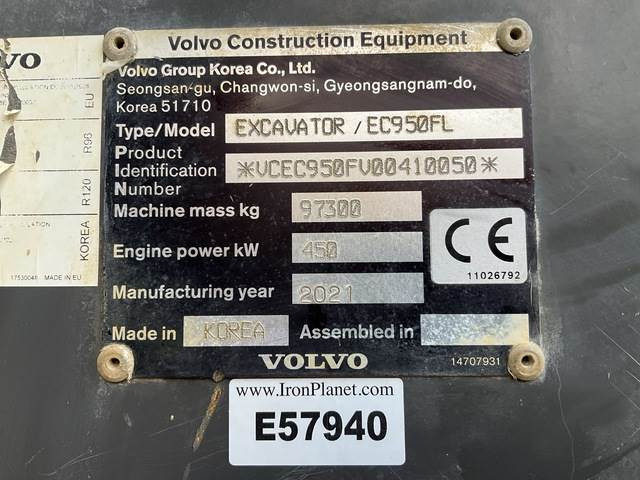 Volvo Construction Equipment
Volvo Group Korea Co., Ltd.
Seongsan-gu, Changwon-si, Gyeongsangnam-do,
Korea 51710
Type/Model EXCAVATOR / EC950FL
Product
Identification *VCEC950FV00410050*
Number
Machine mass kg 97300
Engine power kW 450
CE
11026792
Manufacturing year 2021
Made in KOREA Assembled in
VOLVO
14707931
www.IronPlanet.com
E57940
VO
EU
R96
R120
KOREA
17530046 MADE IN EU